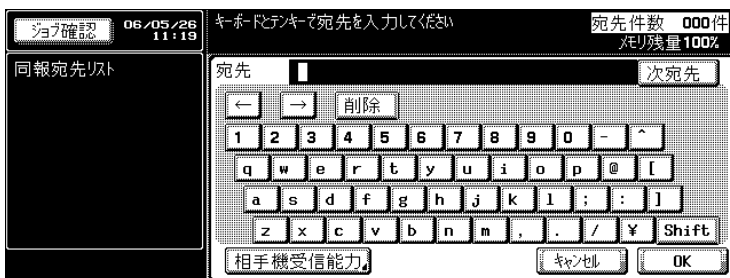 ジョブ確認 06/05/26 11:19
キーボードとテンキーで宛先を入力してください
宛先件数 000件
メモリ残量100%
同報宛先リスト
宛先 次宛先
← → 削除
1 2 3 4 5 6 7 8 9 0 - ^
q w e r t y u i o p @ [
a s d f g h j k l ; : ]
z x c v b n m , . / ¥ Shift
相手機受信能力 キャンセル OK